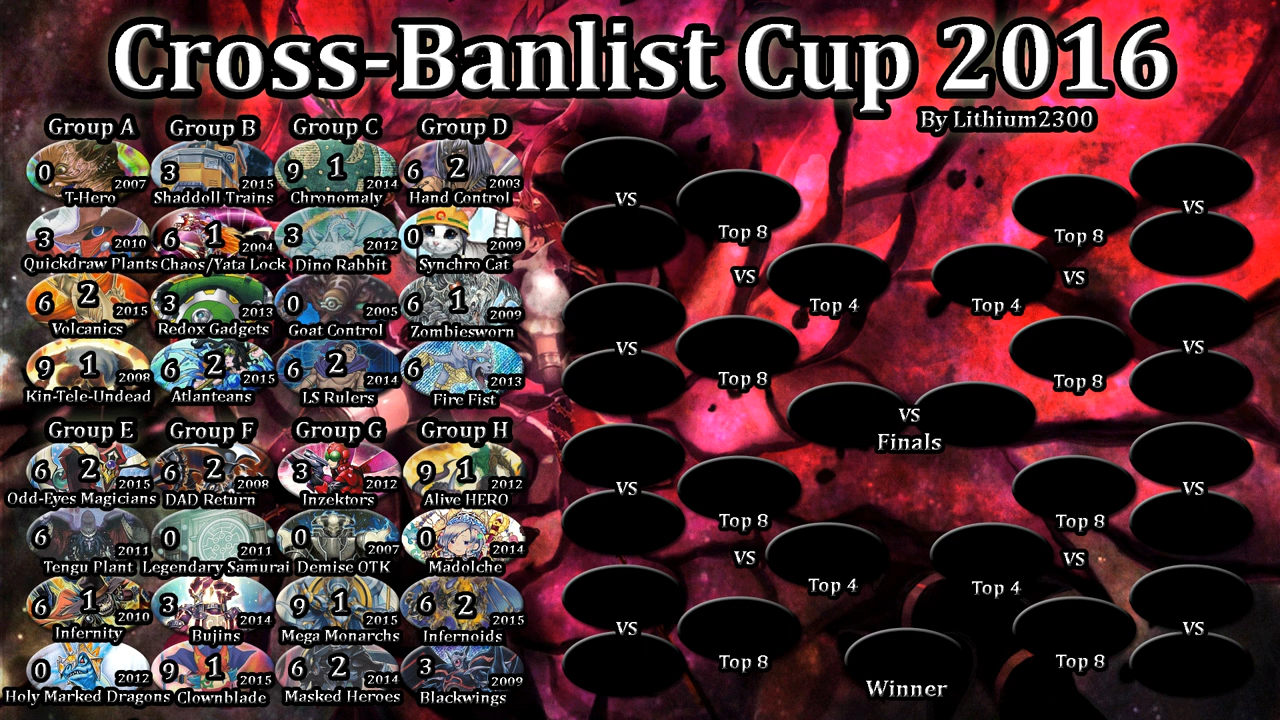 Cross-Banlist Cup 2016
By Lithium2300
Group A Group B Group C Group D
0 2007 3 2015 9 1 2014 6 2 2003
T-Hero Shaddoll Trains Chronomaly Hand Control
3 2010 6 1 2004 3 2012 0 2009
Quickdraw Plants Chaos/Yata Lock Dino Rabbit Synchro Cat
6 2 2015 3 2013 0 2005 6 1 2009
Volcanics Redox Gadgets Goat Control Zombiesworn
9 1 2008 6 2 2015 6 2 2014 6 2013
Kin-Tele-Undead Atlanteans LS Rulers Fire Fist
Group E Group F Group G Group H
6 2 2015 6 2 2008 3 2012 9 1 2012
Odd-Eyes Magicians DAD Return Inzektors Alive HERO
6 2011 0 2011 0 2007 0 2014
Tengu Plant Legendary Samurai Demise OTK Madolche
6 1 2010 3 2014 9 1 2015 6 2 2015
Infernity Bujins Mega Monarchs Infernoids
0 2012 9 1 2015 6 2 2014 3 2009
Holy Marked Dragons Clownblade Masked Heroes Blackwings
VS VS
Top 8 Top 8
VS VS
Top 4 Top 4
VS VS
Top 8 Top 8
VS
Finals
VS VS
Top 8 Top 8
VS VS
Top 4 Top 4
VS VS
Top 8 Top 8
Winner